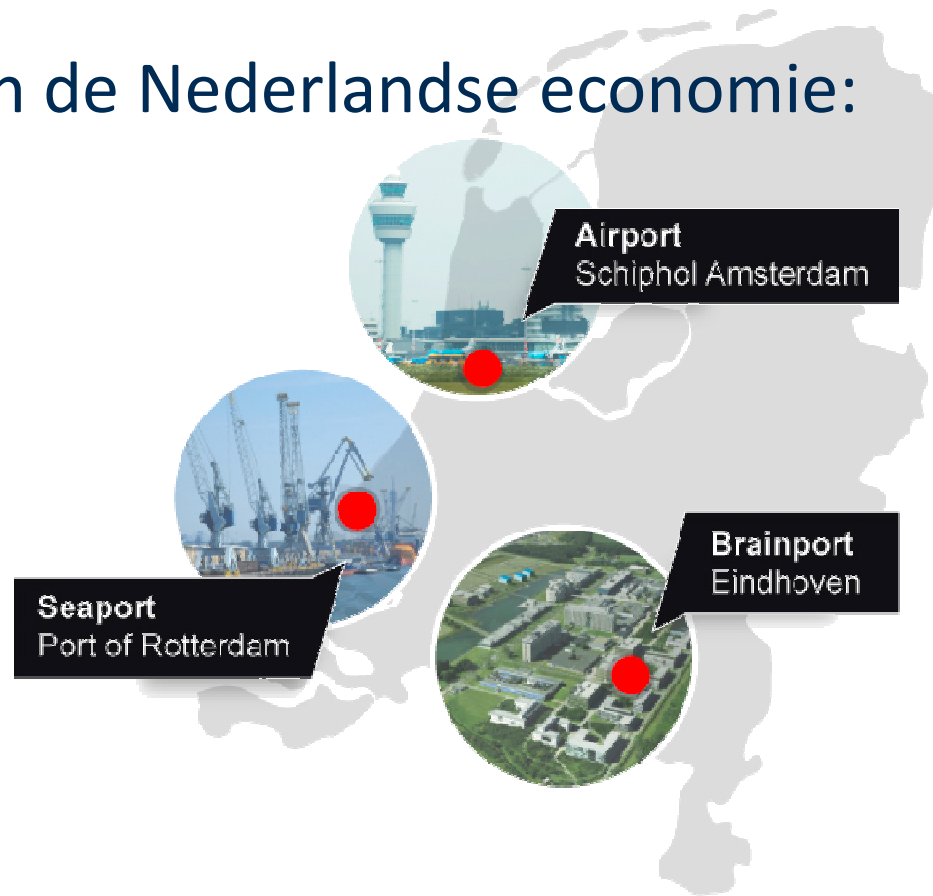 n de Nederlandse economie:
Airport
Schiphol Amsterdam
Brainport
Eindhoven
Seaport
Port of Rotterdam